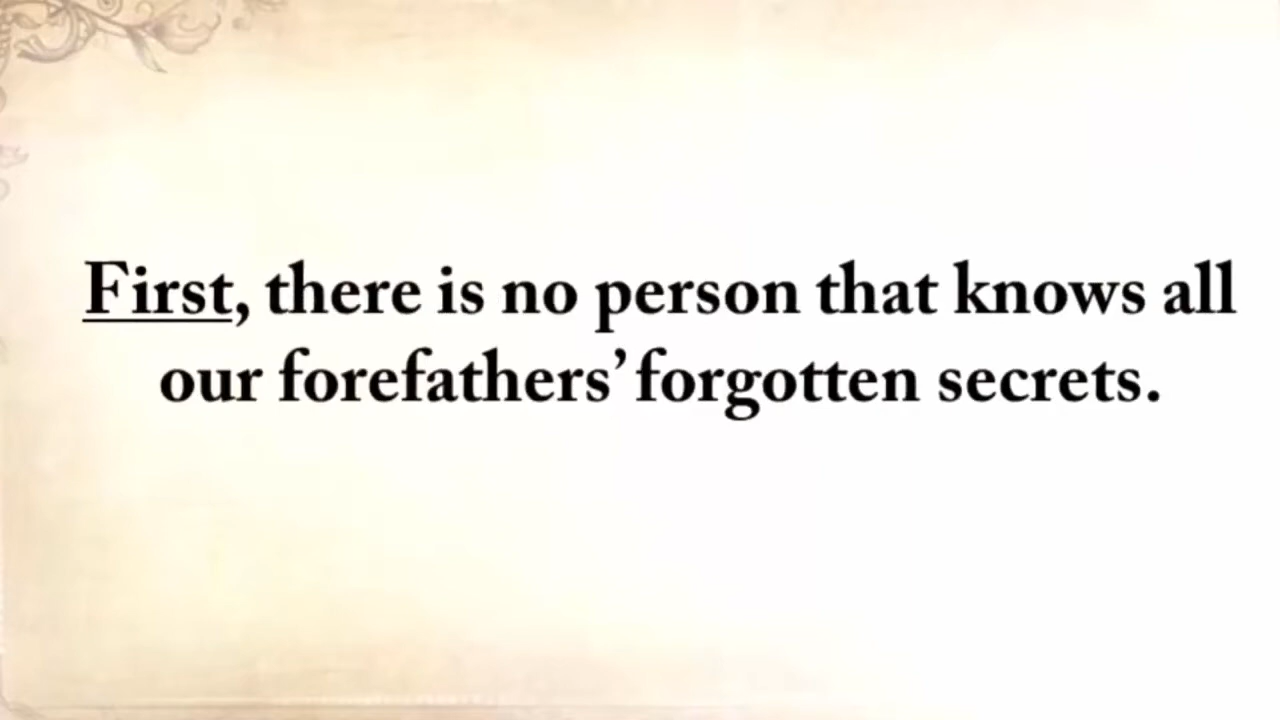 First, there is no person that knows all
our forefathers’ forgotten secrets.